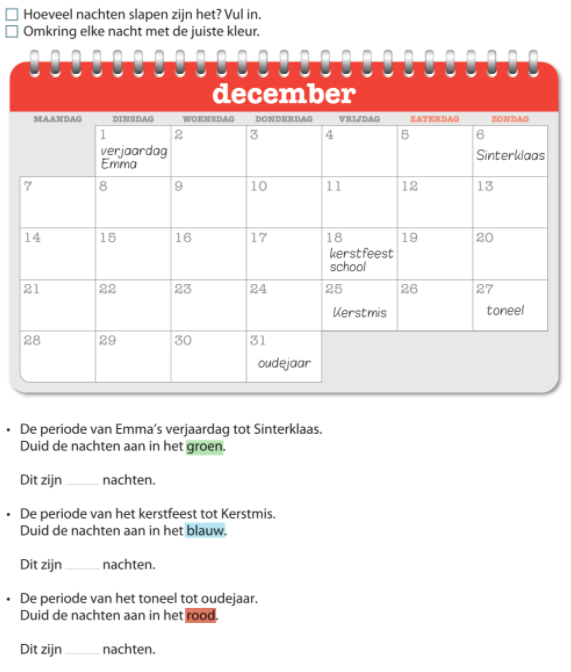 Hoeveel nachten slapen zijn het? Vul in.
Omkring elke nacht met de juiste kleur.
december
MAANDAG DINSDAG WOENSDAG DONDERDAG VRIJDAG ZATERDAG ZONDAG
1 2 3 4 5 6
verjaardag Sinterklaas
Emma
7 8 9 10 11 12 13
14 15 16 17 18 19 20
kerstfeest
school
21 22 23 24 25 26 27
Kerstmis toneel
28 29 30 31
oudejaar
• De periode van Emma's verjaardag tot Sinterklaas.
Duid de nachten aan in het groen.
Dit zijn ____ nachten.
• De periode van het kerstfeest tot Kerstmis.
Duid de nachten aan in het blauw.
Dit zijn ____ nachten.
• De periode van het toneel tot oudejaar.
Duid de nachten aan in het rood.
Dit zijn ____ nachten.